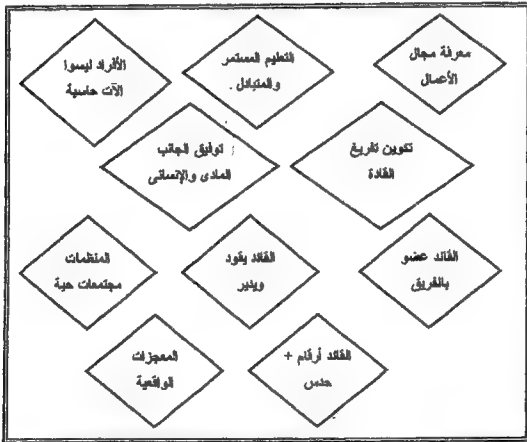 معرفة مجال
الأعمال
التعليم المستمر
والمتبادل .
الأفراد ليسوا
آلات حاسبة
تكوين تاريخ
القادة
توفيق الجانب
المادى والإنسانى
القائد عضو
بالفريق
القائد يقود
ويدير
المنظمات
مجتمعات حية
القائد أرقام +
حدس
المعجزات
الواقعية